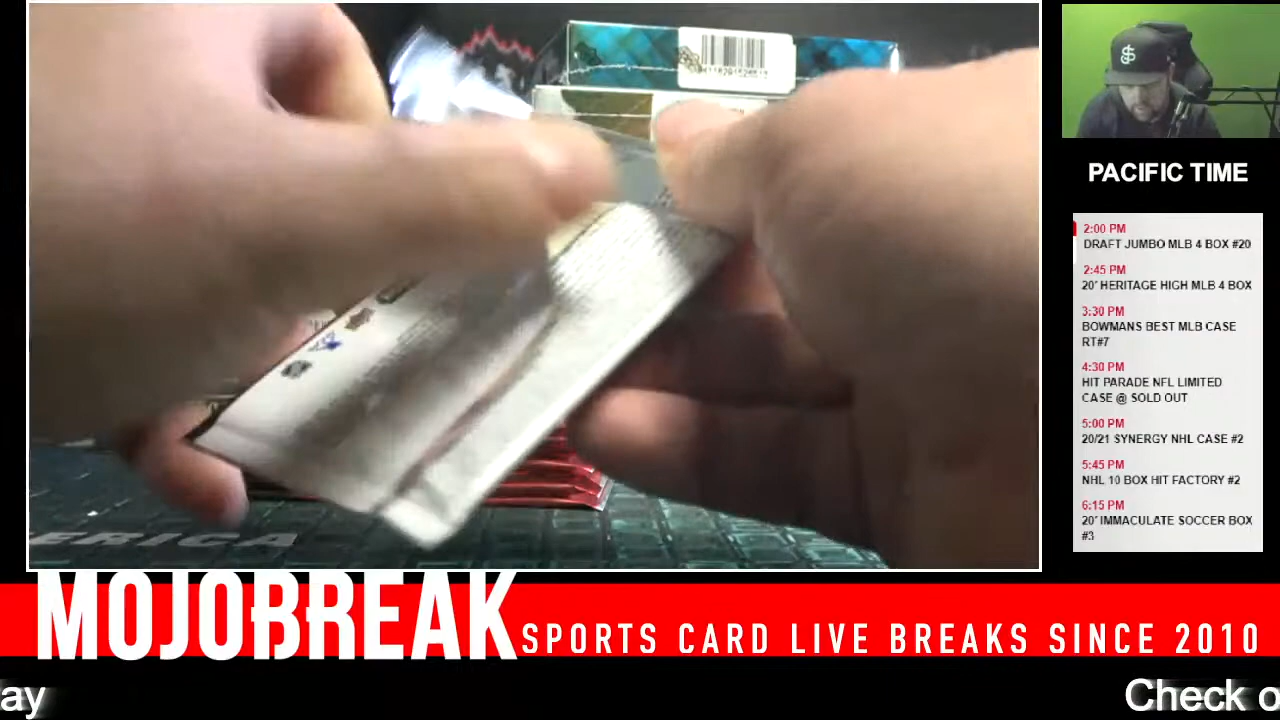 PACIFIC TIME
2:00 PM
DRAFT JUMBO MLB 4 BOX #20
2:45 PM
20' HERITAGE HIGH MLB 4 BOX
3:30 PM
BOWMANS BEST MLB CASE
RT#7
4:30 PM
HIT PARADE NFL LIMITED
CASE @ SOLD OUT
5:00 PM
20/21 SYNERGY NHL CASE #2
5:45 PM
NHL 10 BOX HIT FACTORY #2
6:15 PM
20' IMMACULATE SOCCER BOX
#3
ERICA
MOJOBREAK
SPORTS CARD LIVE BREAKS SINCE 2010
ay
Check o